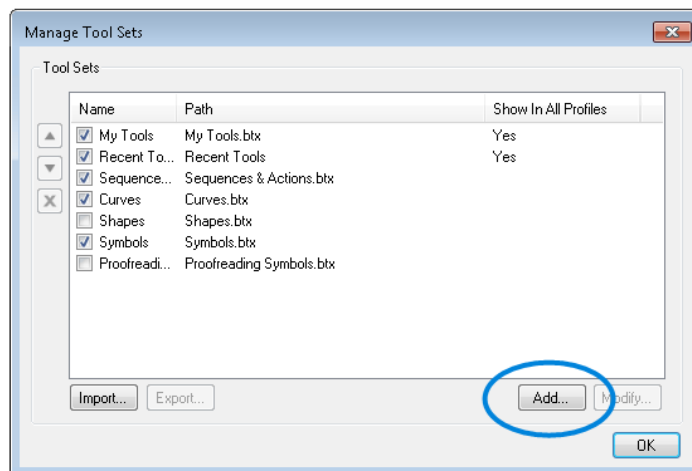 Manage Tool Sets
Tool Sets
Name Path Show In All Profiles
My Tools My Tools.btx Yes
Recent To... Recent Tools Yes
Sequence... Sequences & Actions.btx
Curves Curves.btx
Shapes Shapes.btx
Symbols Symbols.btx
Proofreadi... Proofreading Symbols.btx
Import... Export... Add... Modify...
OK